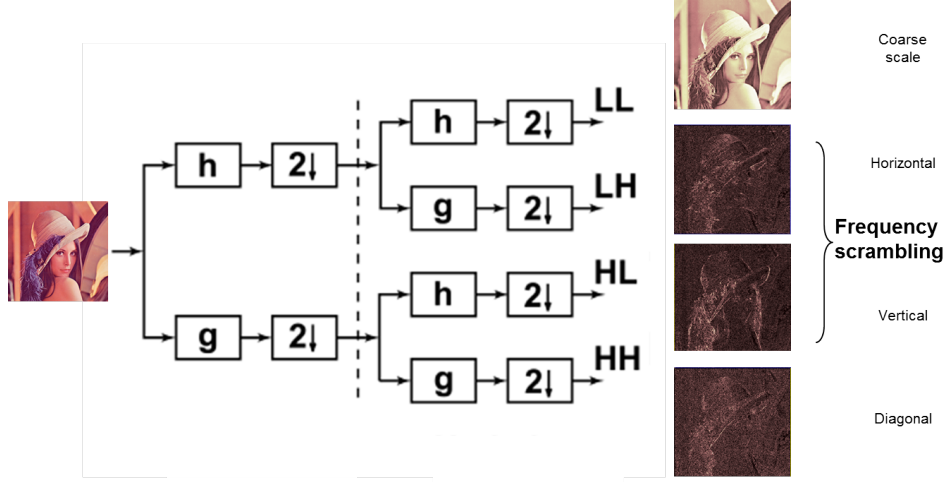 Coarse
scale
LL
h
2↓
h
2↓
Horizontal
LH
g
2↓
Frequency
scrambling
HL
h
2↓
g
2↓
Vertical
HH
g
2↓
Diagonal